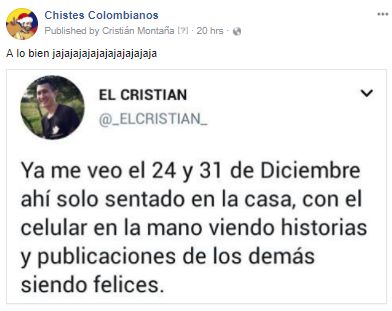 Chistes Colombianos
Published by Cristián Montaña [?] · 20 hrs ·
A lo bien jajajajajajajajajajajaja
EL CRISTIAN
@_ELCRISTIAN_
Ya me veo el 24 y 31 de Diciembre
ahí solo sentado en la casa, con el
celular en la mano viendo historias
y publicaciones de los demás
siendo felices.